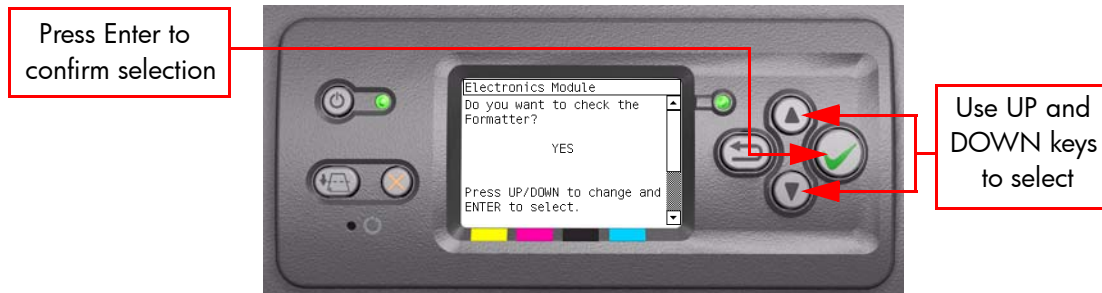 Press Enter to
confirm selection
Electronics Module
Do you want to check the
Formatter?
YES
Press UP/DOWN to change and
ENTER to select.
Use UP and
DOWN keys
to select